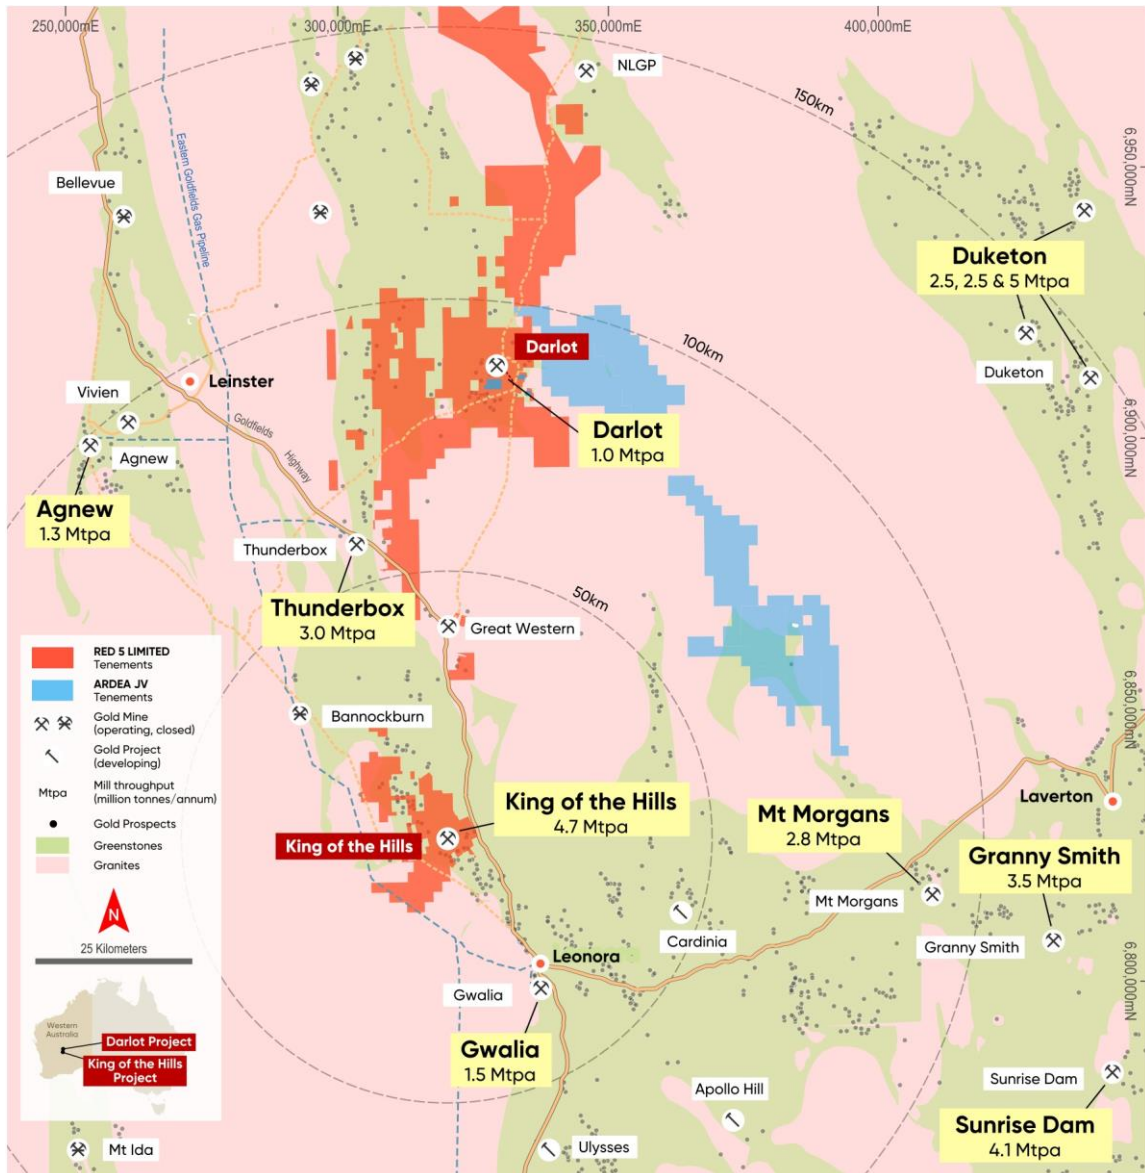 250,000mE
300,000mE
350,000mE
400,000mE
NLGP
150km
6,950,000mN
Bellevue
Eastern Goldfields Gas Pipeline
Duketon
2.5, 2.5 & 5 Mtpa
Duketon
100km
Darlot
Leinster
Vivien
Goldfields
Highway
Darlot
1.0 Mtpa
6,900,000mN
Agnew
Agnew
1.3 Mtpa
Thunderbox
Thunderbox
3.0 Mtpa
50km
Great Western
RED 5 LIMITED
Tenements
ARDEA JV
Tenements
Gold Mine
(operating, closed)
Gold Project
(developing)
Mtpa
Mill throughput
(million tonnes/annum)
Gold Prospects
Greenstones
Granites
N
25 Kilometers
Western
Australia
Darlot Project
King of the Hills
Project
Bannockburn
6,850,000mN
King of the Hills
4.7 Mtpa
King of the Hills
Laverton
Mt Morgans
2.8 Mtpa
Granny Smith
3.5 Mtpa
Mt Morgans
Cardinia
Granny Smith
Leonora
6,800,000mN
Gwalia
Gwalia
1.5 Mtpa
Apollo Hill
Sunrise Dam
Sunrise Dam
4.1 Mtpa
Mt Ida
Ulysses